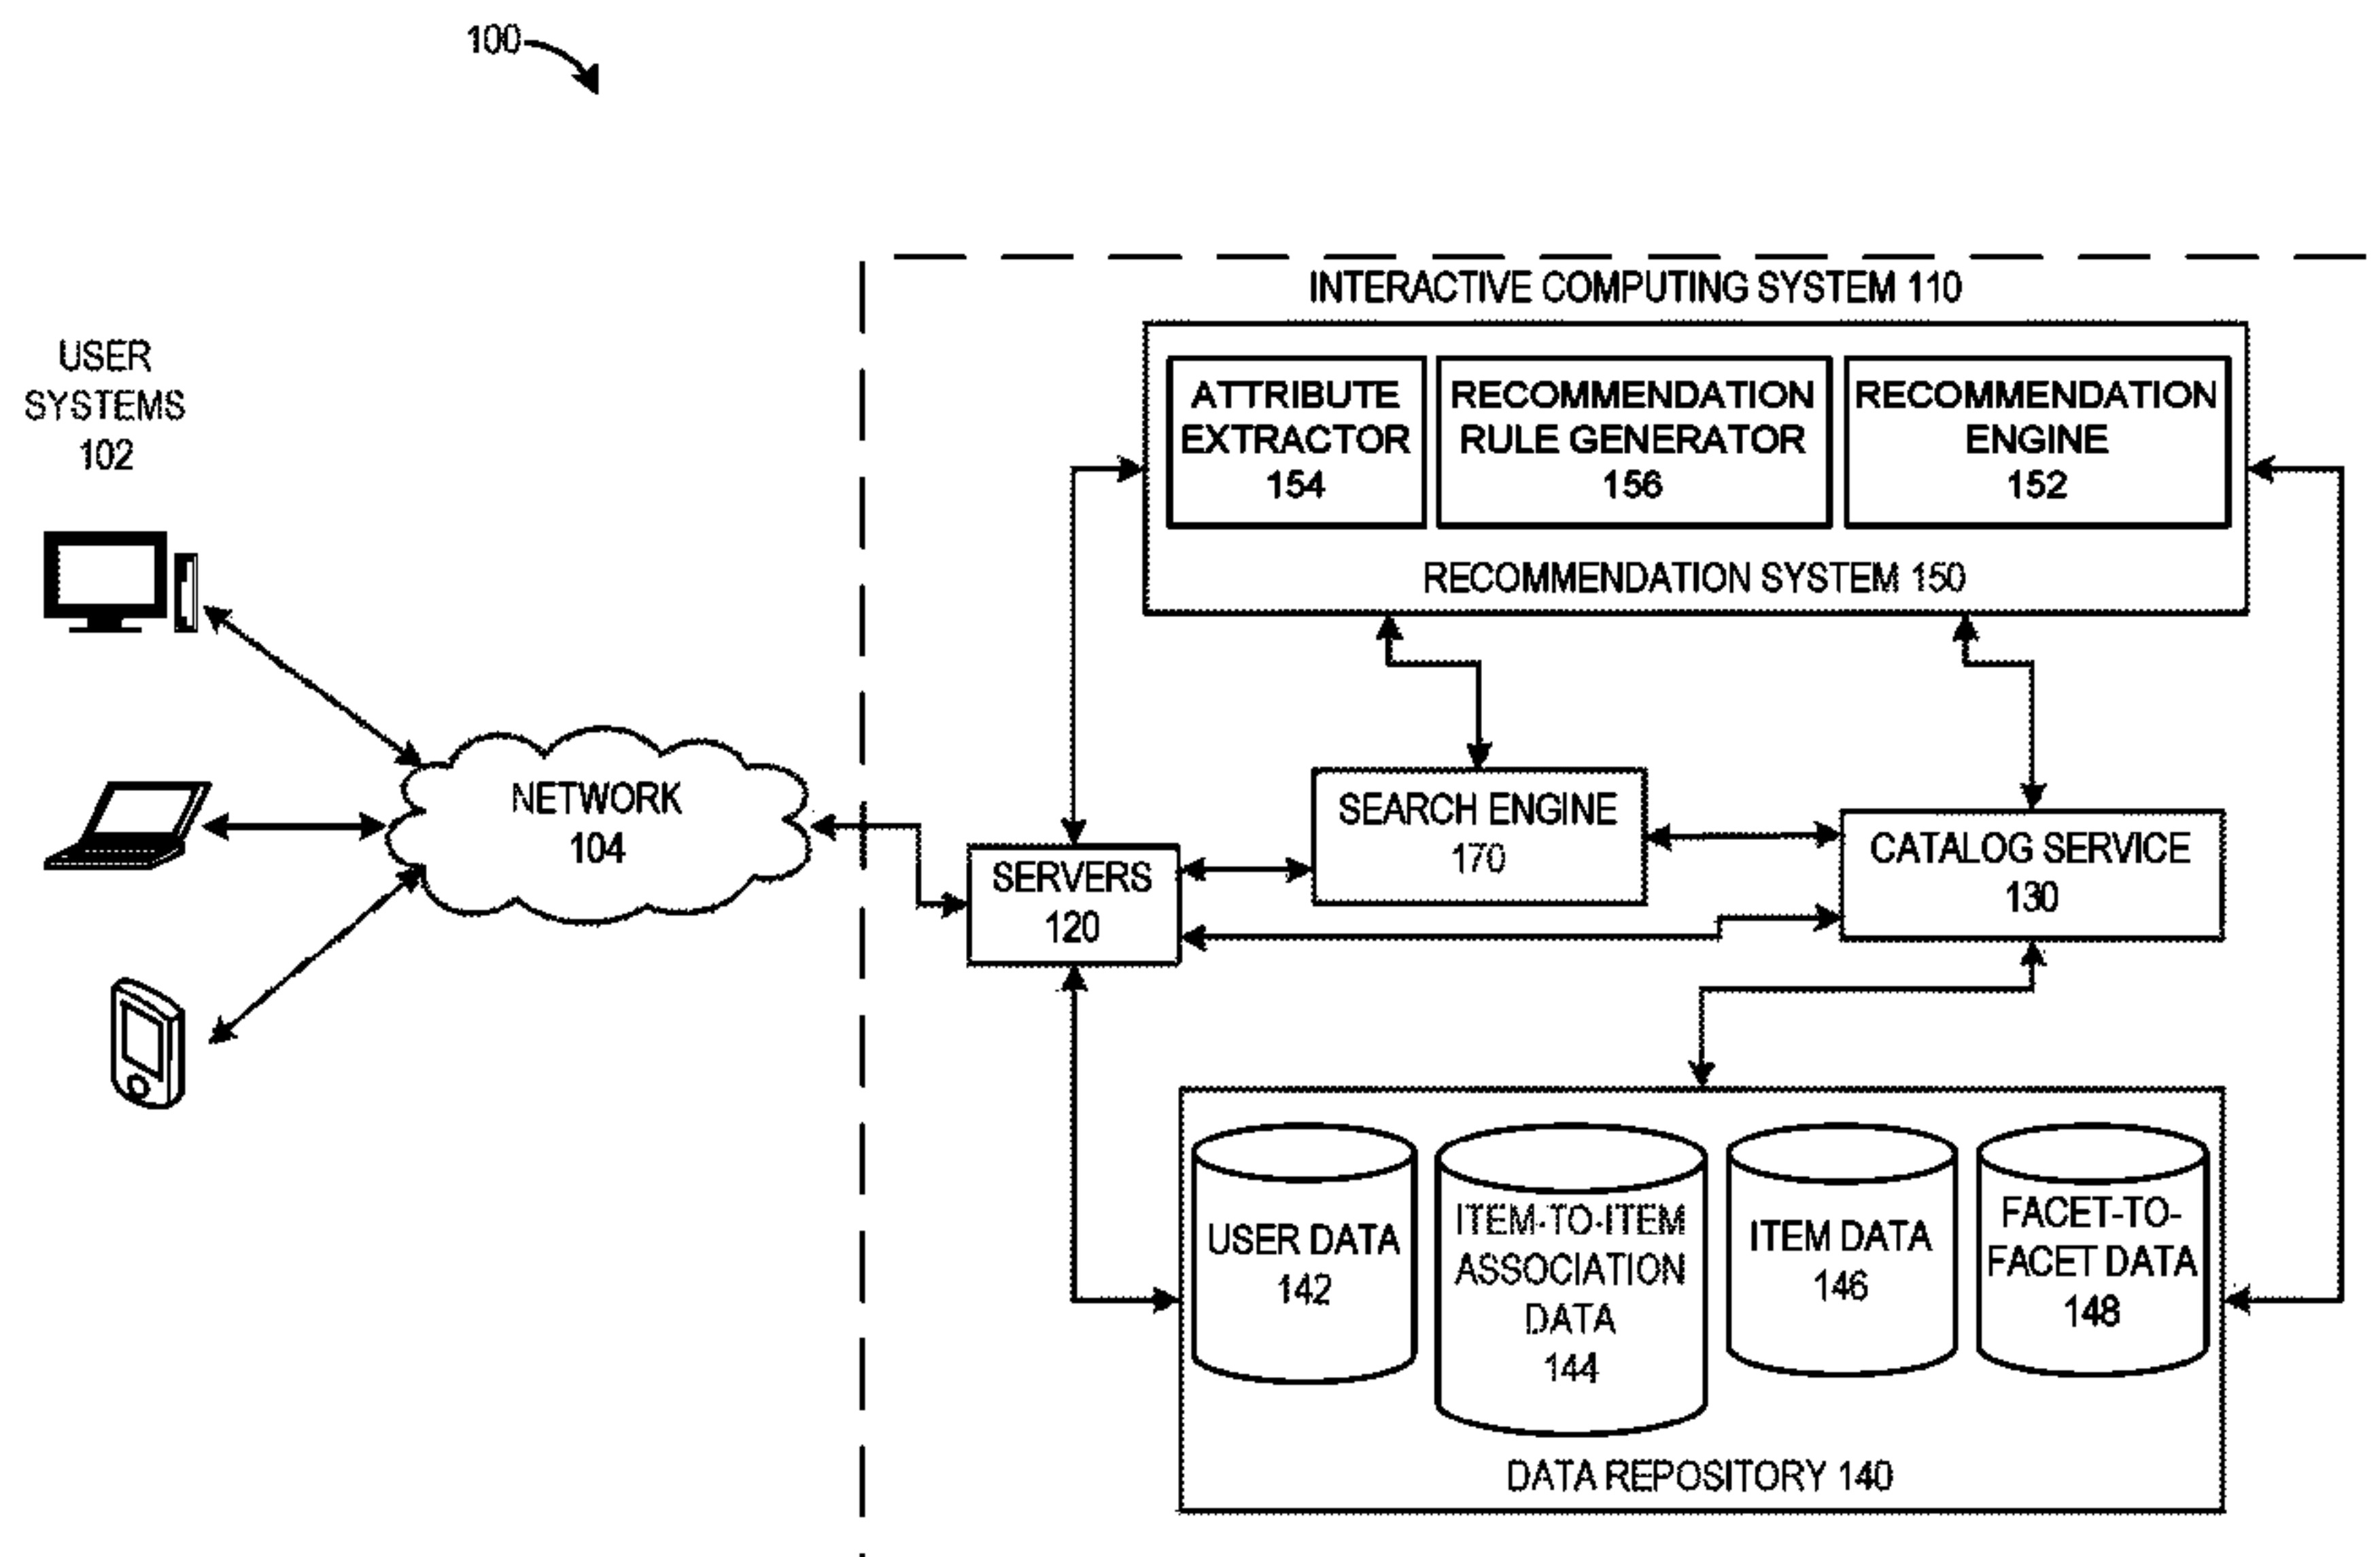 100
INTERACTIVE COMPUTING SYSTEM 110
USER
SYSTEMS
102
ATTRIBUTE
EXTRACTOR
154
RECOMMENDATION
RULE GENERATOR
156
RECOMMENDATION
ENGINE
152
RECOMMENDATION SYSTEM 150
NETWORK
104
SERVERS
120
SEARCH ENGINE
170
CATALOG SERVICE
130
USER DATA
142
ITEM-TO-ITEM
ASSOCIATION
DATA
144
ITEM DATA
146
FACET-TO-
FACET DATA
148
DATA REPOSITORY 140